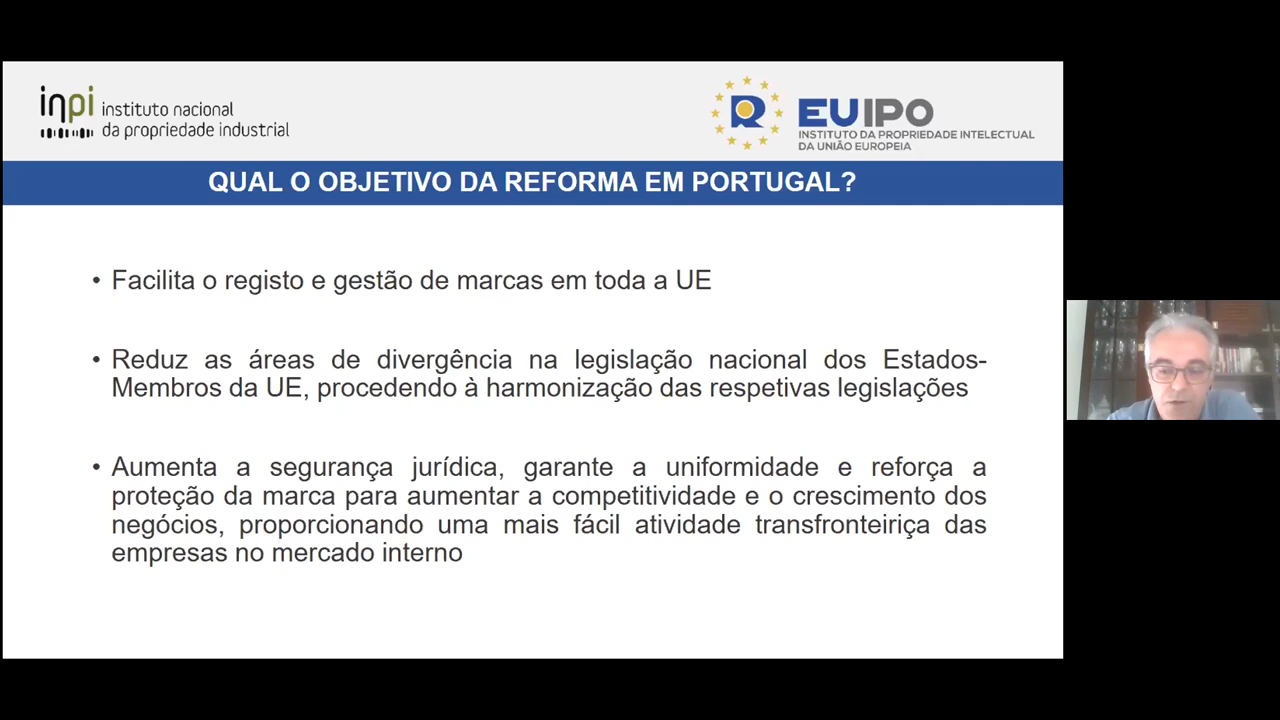 inpi instituto nacional
da propriedade industrial
EUIPO
INSTITUTO DA PROPRIEDADE INTELECTUAL
DA UNIÃO EUROPEIA
QUAL O OBJETIVO DA REFORMA EM PORTUGAL?
• Facilita o registo e gestão de marcas em toda a UE
• Reduz as áreas de divergência na legislação nacional dos Estados-
Membros da UE, procedendo à harmonização das respetivas legislações
• Aumenta a segurança jurídica, garante a uniformidade e reforça a
proteção da marca para aumentar a competitividade e o crescimento dos
negócios, proporcionando uma mais fácil atividade transfronteiriça das
empresas no mercado interno